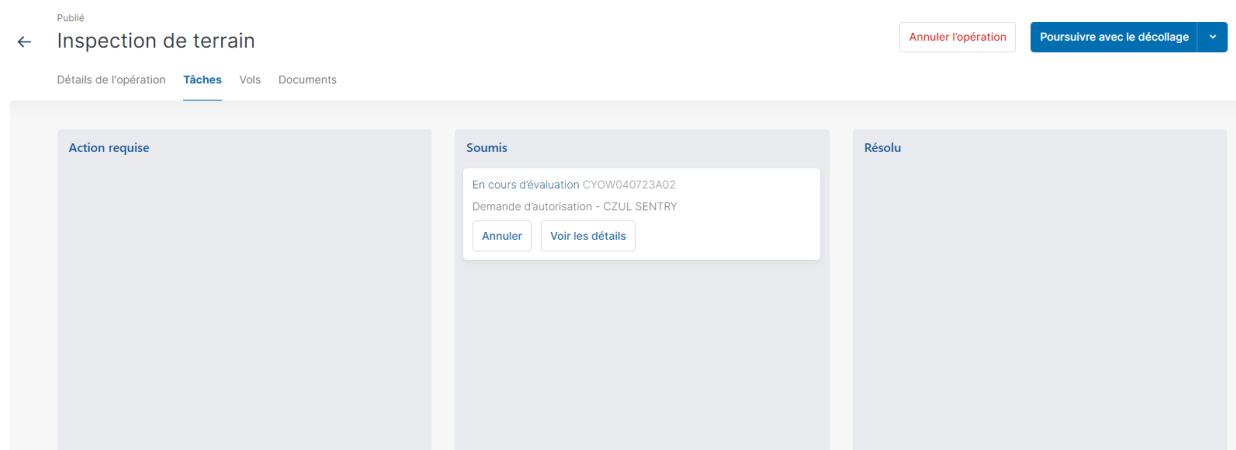 Publié
Inspection de terrain
Annuler l'opération
Poursuivre avec le décollage
Détails de l'opération Tâches Vols Documents
Action requise
Soumis
Résolu
En cours d'évaluation CYOW040723A02
Demande d'autorisation - CZUL SENTRY
Annuler Voir les détails